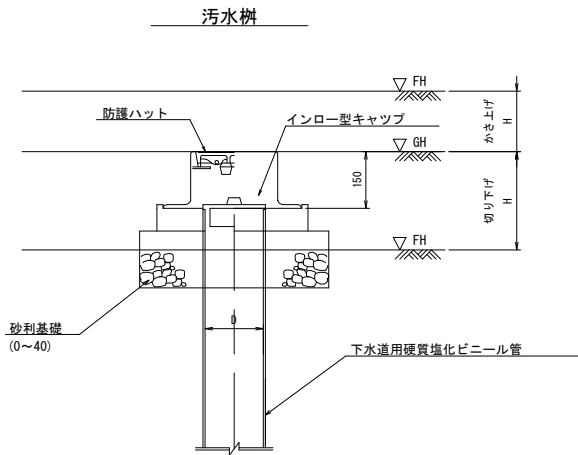 汚水桝
FH
防護ハット
インロー型キャツプ
かさ上げ
H
GH
150
切り下げ
H
FH
D
砂利基礎
(0～40)
下水道用硬質塩化ビニール管